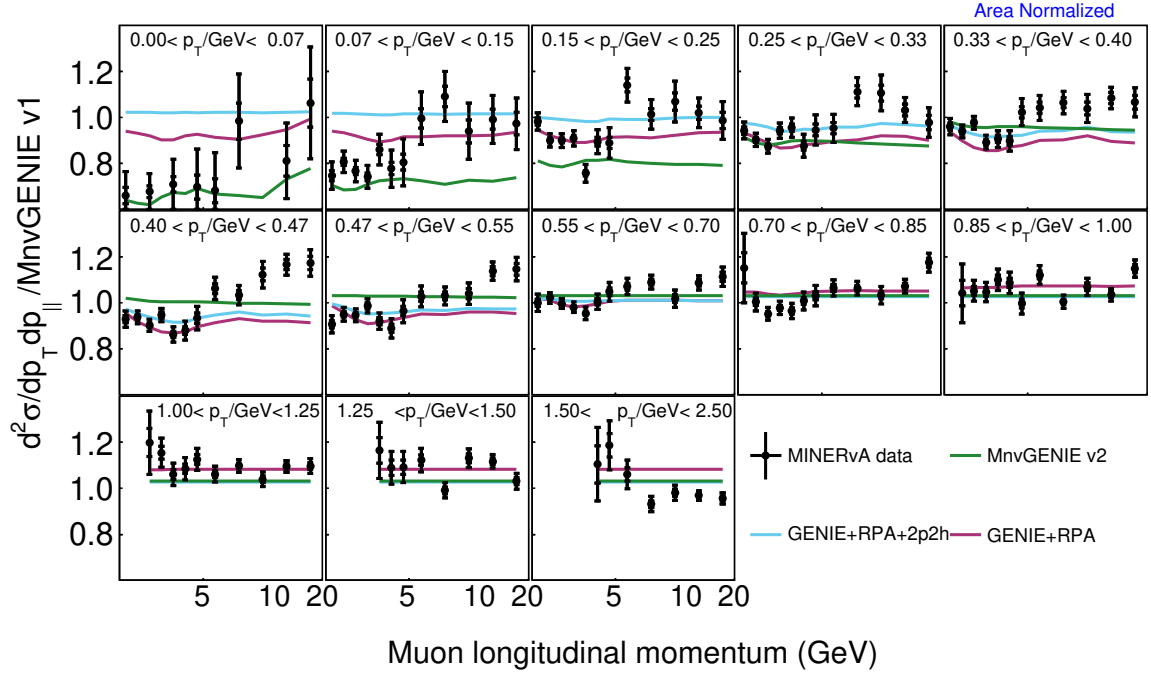 Area Normalized
0.00< p_T/GeV< 0.07
0.07 < p_T/GeV < 0.15
0.15 < p_T/GeV < 0.25
0.25 < p_T/GeV < 0.33
0.33 < p_T/GeV < 0.40
1.2
1.0
0.8
0.40 < p_T/GeV < 0.47
0.47 < p_T/GeV < 0.55
0.55 < p_T/GeV < 0.70
0.70 < p_T/GeV < 0.85
0.85 < p_T/GeV < 1.00
1.2
1.0
0.8
1.00< p_T/GeV<1.25
1.25 <p_T/GeV<1.50
1.50< p_T/GeV< 2.50
1.2
1.0
0.8
d²σ/dp_T dp_|| /MnvGENIE v1
MINERvA data
MnvGENIE v2
GENIE+RPA+2p2h
GENIE+RPA
5 10 20 5 10 20 5 10 20
Muon longitudinal momentum (GeV)